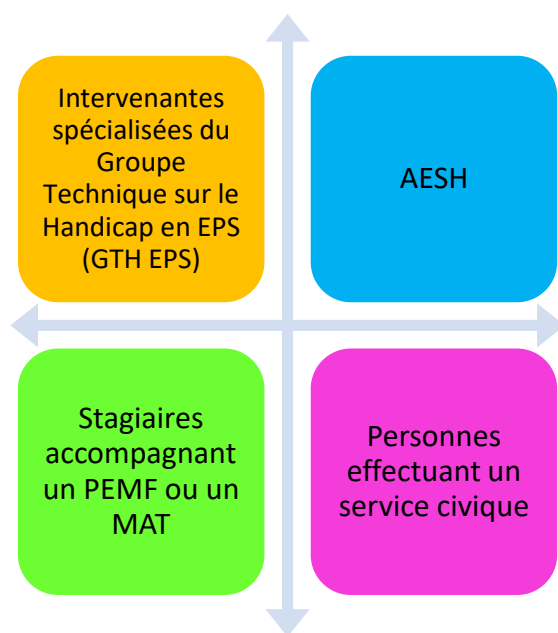 Intervenantes
spécialisées du
Groupe
Technique sur le
Handicap en EPS
(GTH EPS)
AESH
Stagiaires
accompagnant
un PEMF ou un
MAT
Personnes
effectuant un
service civique